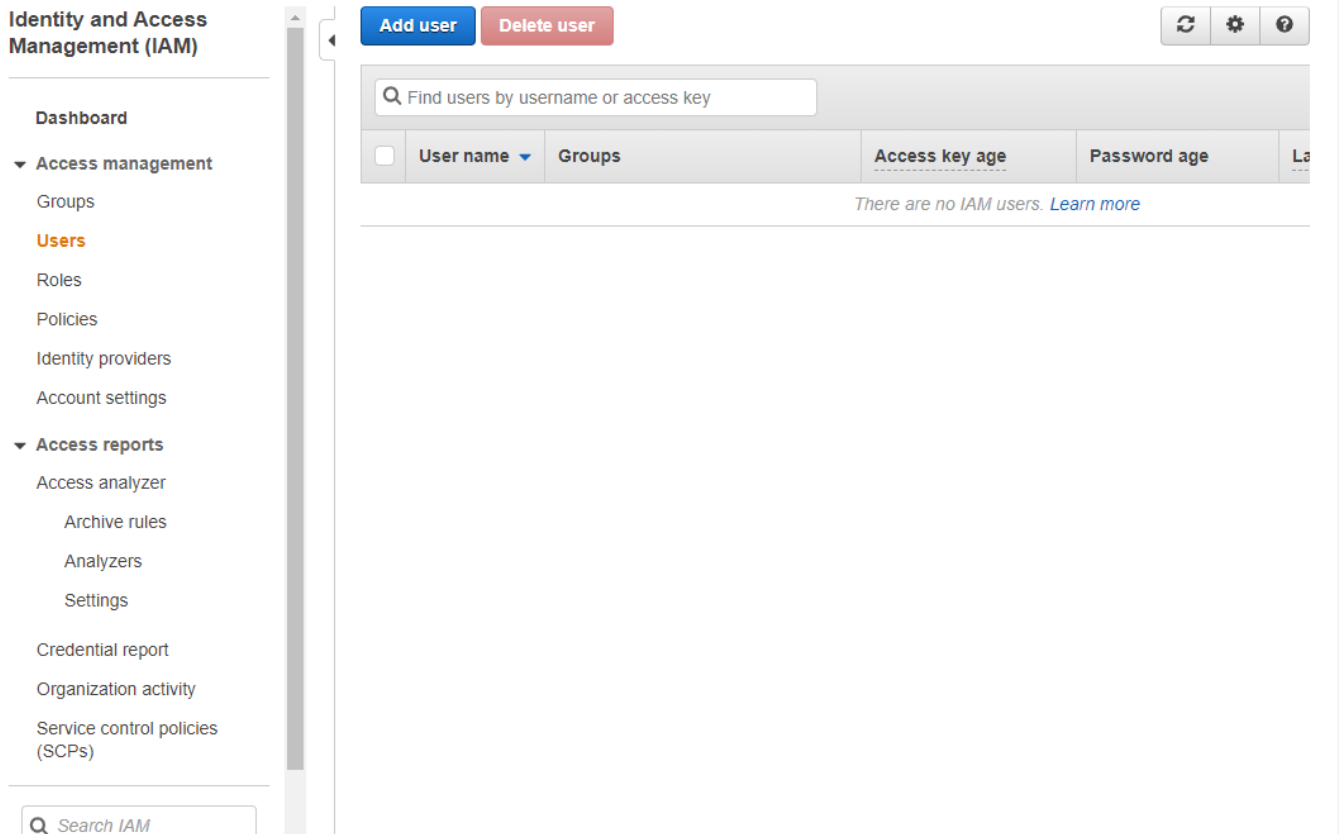 Identity and Access
Management (IAM)
Dashboard
Access management
Groups
Users
Roles
Policies
Identity providers
Account settings
Access reports
Access analyzer
Archive rules
Analyzers
Settings
Credential report
Organization activity
Service control policies
(SCPs)
Search IAM
Add user Delete user
Find users by username or access key
User name Groups Access key age Password age La
There are no IAM users. Learn more